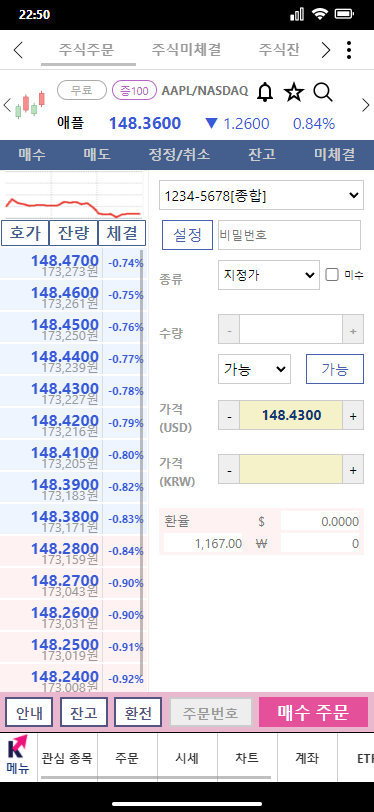 22:50
주식주문 주식미체결 주식잔
무료 증100 AAPL/NASDAQ
애플 148.3600 ▼ 1.2600 0.84%
매수 매도 정정/취소 잔고 미체결
1234-5678[종합]
호가 잔량 체결
설정 비밀번호
148.4700 -0.74%
173,273원
148.4600 -0.75%
173,261원
148.4500 -0.76%
173,250원
148.4400 -0.77%
173,239원
148.4300 -0.78%
173,227원
148.4200 -0.79%
173,216원
148.4100 -0.80%
173,205원
148.3900 -0.82%
173,183원
148.3800 -0.83%
173,171원
148.2800 -0.84%
173,159원
148.2700 -0.90%
173,043원
148.2600 -0.90%
173,031원
148.2500 -0.91%
173,019원
148.2400 -0.92%
173,008원
종류 지정가 미수
수량 - +
가능 가능
가격
(USD) - 148.4300 +
가격
(KRW) - +
환율 $ 0.0000
1,167.00 ₩ 0
안내 잔고 환전 주문번호 매수 주문
메뉴 관심 종목 주문 시세 차트 계좌 ETF